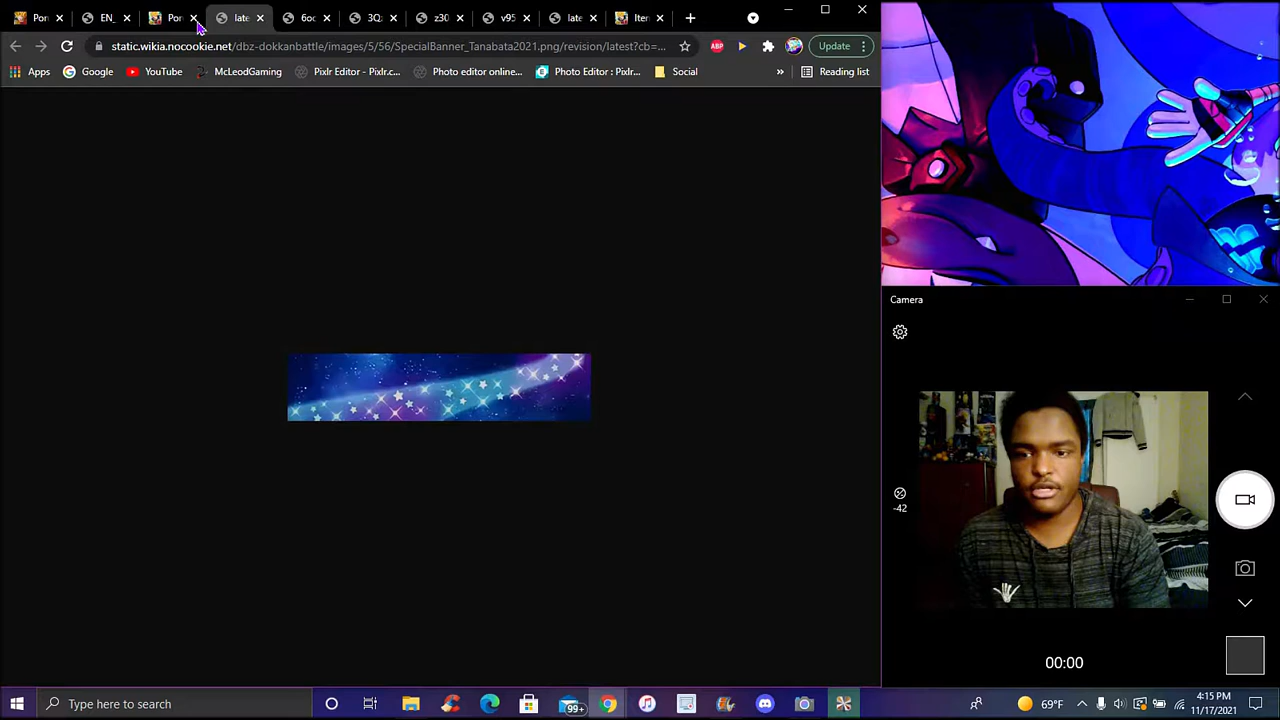 Por
EN_
Por
late
6oc
3Q
z30
v95
late
Iter
static.wikia.nocookie.net/dbz-dokkanbattle/images/5/56/SpecialBanner_Tanabata2021.png/revision/latest?cb=...
ABP
Update
Apps
Google
YouTube
McLeodGaming
Pixlr Editor - Pixlr.c...
Photo editor online...
Photo Editor : Pixlr...
Social
»
Reading list
Camera
-42
00:00
Type here to search
99+
69°F
4:15 PM
11/17/2021